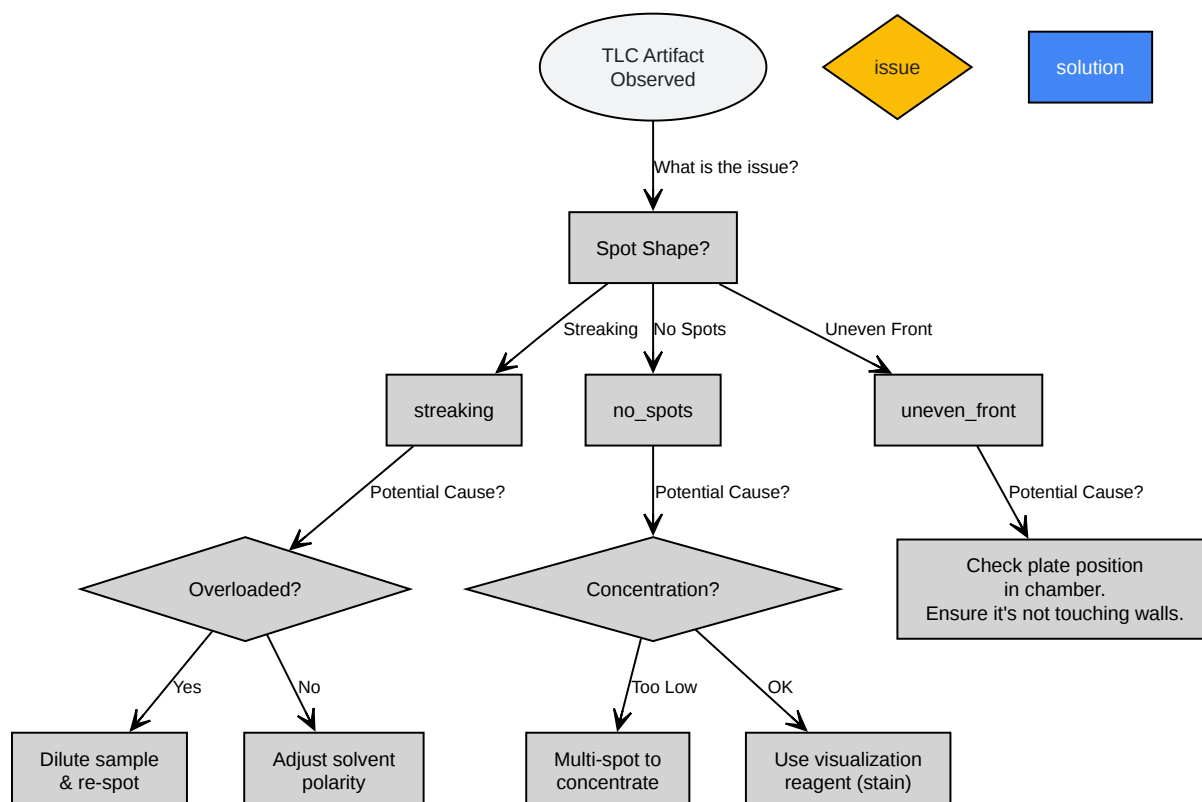 TLC Artifact
Observed
issue
solution
What is the issue?
Spot Shape?
Streaking
No Spots
Uneven Front
streaking
no_spots
uneven_front
Potential Cause?
Potential Cause?
Potential Cause?
Overloaded?
Concentration?
Check plate position
in chamber.
Ensure it's not touching walls.
Yes
No
Too Low
OK
Dilute sample
& re-spot
Adjust solvent
polarity
Multi-spot to
concentrate
Use visualization
reagent (stain)